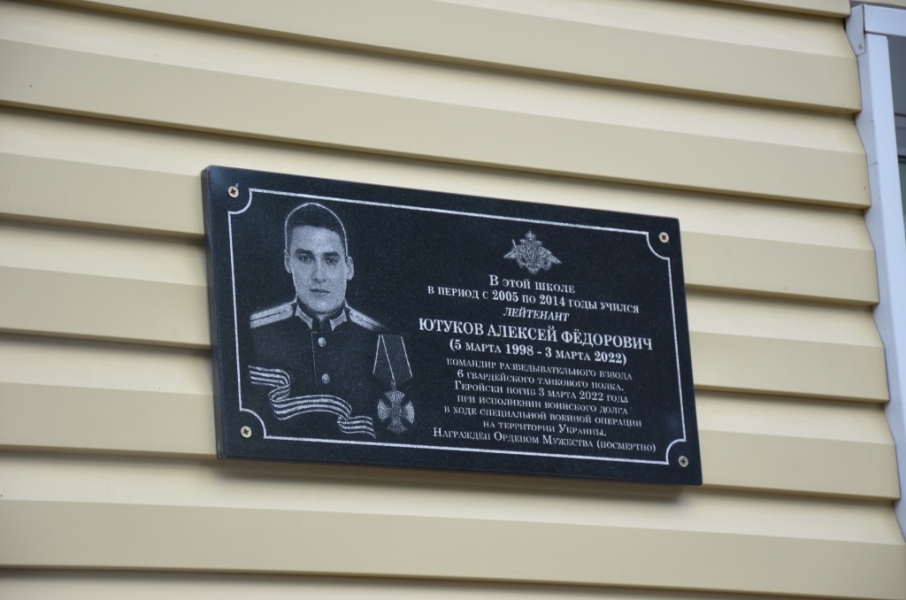 В этой школе
в период с 2005 по 2014 годы учился
лейтенант
ЮТУКОВ АЛЕКСЕЙ ФЁДОРОВИЧ
(5 марта 1998 - 3 марта 2022)
командир разведывательного взвода
6 гвардейского танкового полка.
Геройски погиб 3 марта 2022 года
при исполнении воинского долга
в ходе специальной военной операции
на территории Украины.
Награжден Орденом Мужества (посмертно)